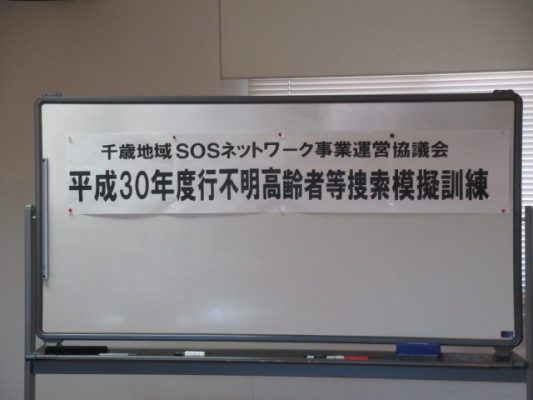 千歳地域SOSネットワーク事業運営協議会
平成30年度行不明高齢者等捜索模擬訓練